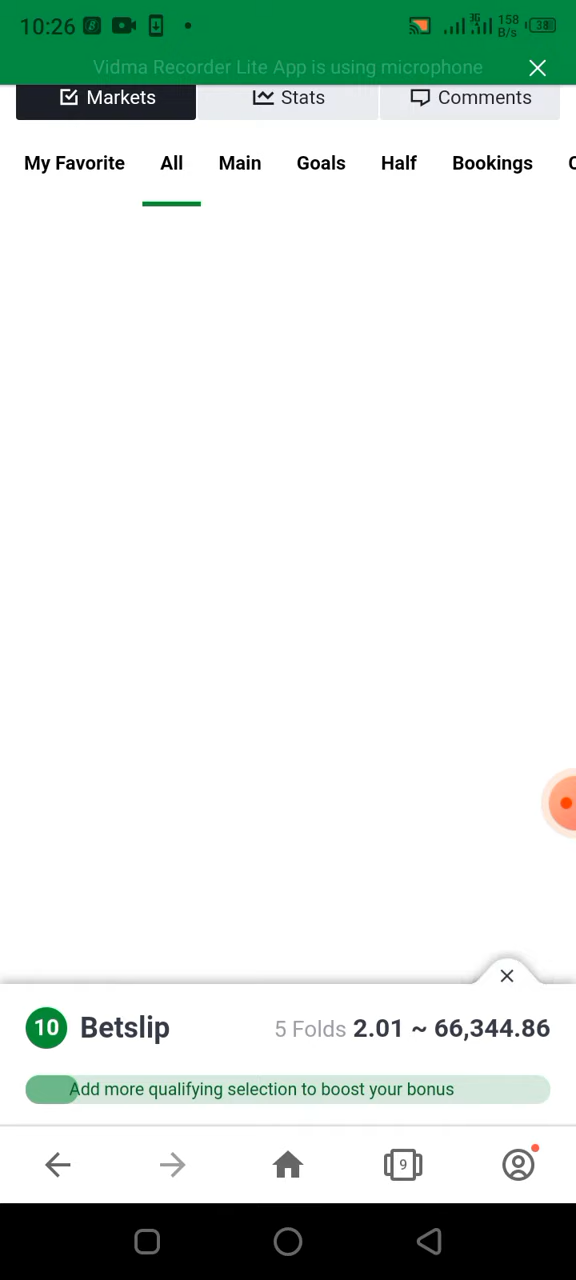 10:26 3G 158 B/s 38
Vidma Recorder Lite App is using microphone
Markets Stats Comments
My Favorite All Main Goals Half Bookings
10 Betslip 5 Folds 2.01 ~ 66,344.86
Add more qualifying selection to boost your bonus
9